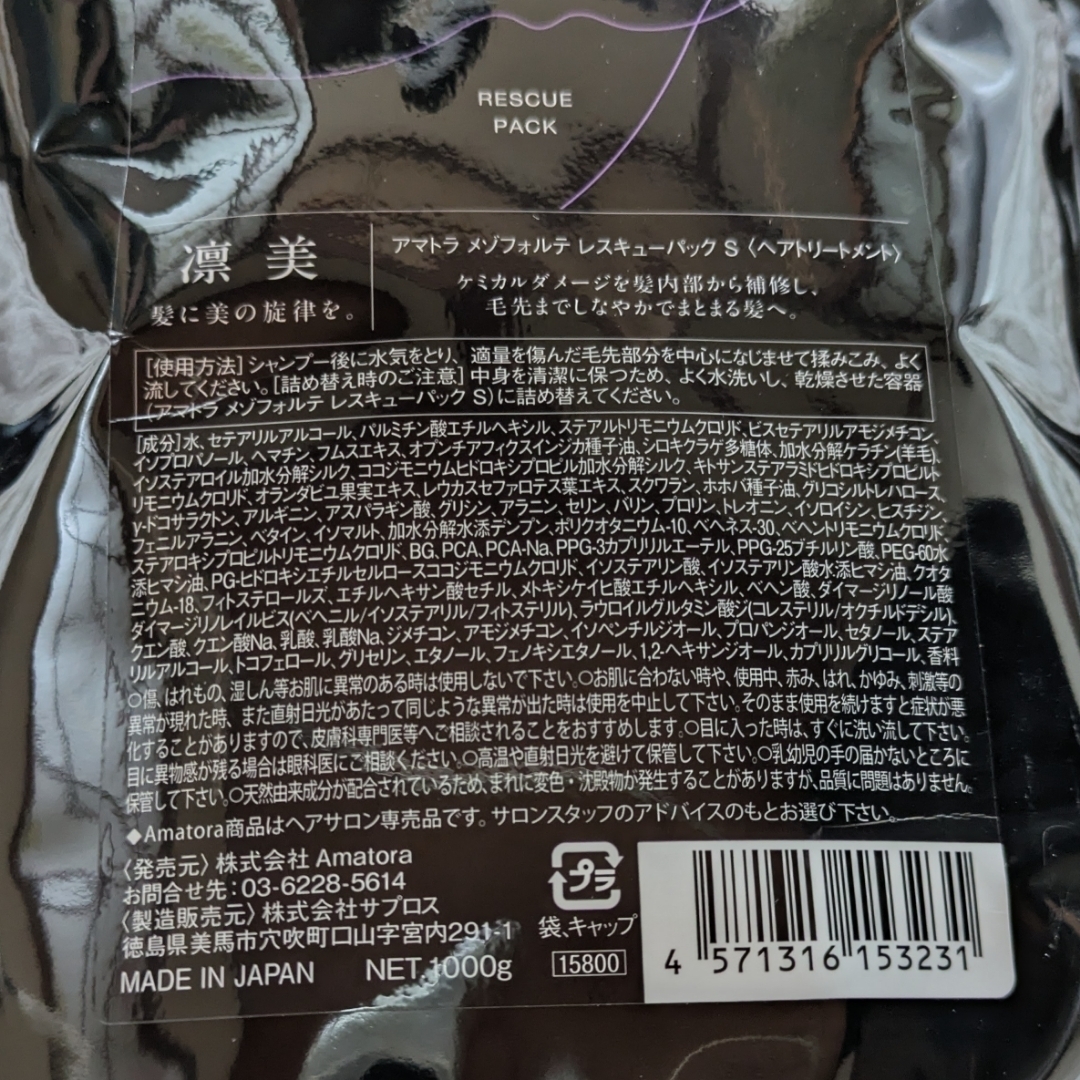 RESCUE
PACK
凛 美
髪に美の旋律を。
アマトラ メゾフォルテ レスキューパック S 〈ヘアトリートメント〉
ケミカルダメージを髪内部から補修し、
毛先までしなやかでまとまる髪へ。
[使用方法] シャンプー後に水気をとり、適量を傷んだ毛先部分を中心になじませて揉みこみ、よく
流してください。[詰め替え時のご注意] 中身を清潔に保つため、よく水洗いし、乾燥させた容器
(アマトラ メゾフォルテ レスキューパック S)に詰め替えてください。
[成分]水、セテアリルアルコール、パルミチン酸エチルヘキシル、ステアルトリモニウムクロリド、ビスセテアリルアモジメチコン、
イソプロパノール、ヘマチン、フムスエキス、オプンチアフィクスインジカ種子油、シロキクラゲ多糖体、加水分解ケラチン(羊毛)、
イソステアロイル加水分解シルク、ココジモニウムヒドロキシプロピル加水分解シルク、キトサンステアラミドヒドロキシプロピルト
リモニウムクロリド、オランダビユ果実エキス、レウカスセファロテス葉エキス、スクワラン、ホホバ種子油、グリコシルトレハロース、
γ-ドコサラクトン、アルギニン、アスパラギン酸、グリシン、アラニン、セリン、バリン、プロリン、トレオニン、イソロイシン、ヒスチジン、
フェニルアラニン、ベタイン、イソマルト、加水分解水添デンプン、ポリクオタニウム-10、ベヘネス-30、ベヘントリモニウムクロリド、
ステアロキシプロピルトリモニウムクロリド、BG、PCA、PCA-Na、PPG-3カプリリルエーテル、PPG-25ブチルリン酸、PEG-60水
添ヒマシ油、PG-ヒドロキシエチルセルロースココジモニウムクロリド、イソステアリン酸、イソステアリン酸水添ヒマシ油、クオタ
ニウム-18、フィトステロールズ、エチルヘキサン酸セチル、メトキシケイヒ酸エチルヘキシル、ベヘン酸、ダイマージリノール酸
ダイマージリノレイルビス(ベヘニル/イソステアリル/フィトステリル)、ラウロイルグルタミン酸ジ(コレステリル/オクチルドデシル)、
クエン酸、クエン酸Na、乳酸、乳酸Na、ジメチコン、アモジメチコン、イソペンチルジオール、プロパンジオール、セタノール、ステア
リルアルコール、トコフェロール、グリセリン、エタノール、フェノキシエタノール、1,2-ヘキサンジオール、カプリリルグリコール、香料
○傷、はれもの、湿しん等お肌に異常のある時は使用しないで下さい。○お肌に合わない時や、使用中、赤み、はれ、かゆみ、刺激等の
異常が現れた時、また直射日光があたって同じような異常が出た時は使用を中止して下さい。そのまま使用を続けますと症状が悪
化することがありますので、皮膚科専門医等へご相談されることをおすすめします。○目に入った時は、すぐに洗い流して下さい。
目に異物感が残る場合は眼科医にご相談ください。○高温や直射日光を避けて保管して下さい。○乳幼児の手の届かないところに
保管して下さい。○天然由来成分が配合されているため、まれに変色・沈殿物が発生することがありますが、品質に問題はありません。
◆Amatora商品はヘアサロン専売品です。サロンスタッフのアドバイスのもとお選び下さい。
〈発売元〉株式会社 Amatora
お問合せ先：03-6228-5614
〈製造販売元〉株式会社サプロス
徳島県美馬市穴吹町口山字宮内291-1
MADE IN JAPAN NET.1000g
プラ
袋、キャップ
15800
4 571316 153231